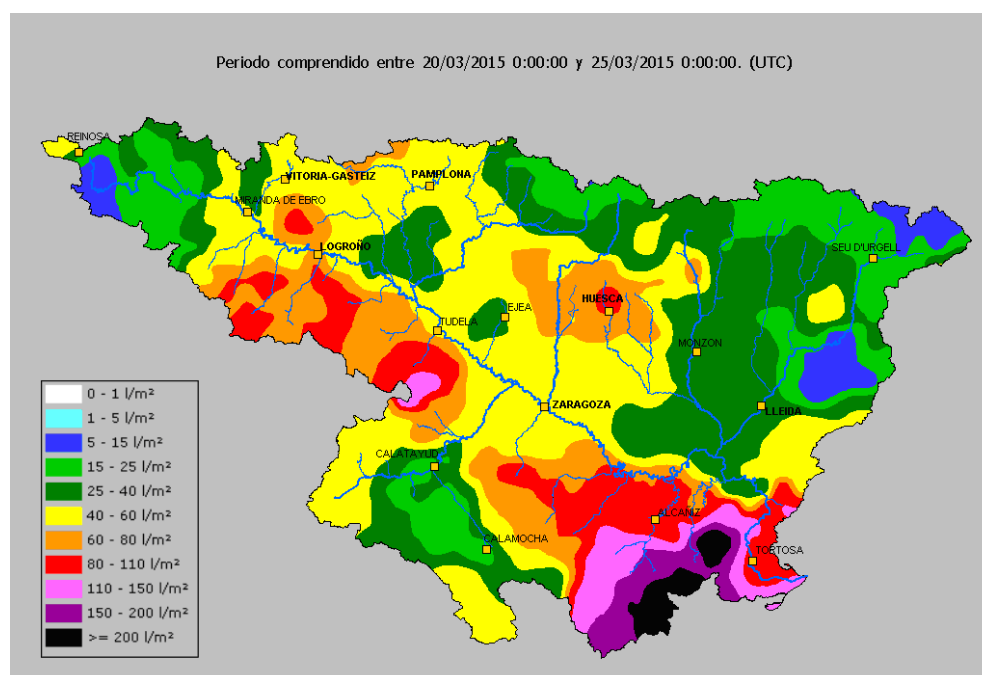 Periodo comprendido entre 20/03/2015 0:00:00 y 25/03/2015 0:00:00. (UTC)
REINOSA
VITORIA-GASTEIZ
PAMPLONA
MIRANDA DE EBRO
LOGROÑO
SEU D'URGELL
HUESCA
EJEA
TUDELA
MONZON
ZARAGOZA
LLEIDA
CALATAYUD
ALCAÑIZ
CALAMOCHA
TORTOSA
0 - 1 l/m²
1 - 5 l/m²
5 - 15 l/m²
15 - 25 l/m²
25 - 40 l/m²
40 - 60 l/m²
60 - 80 l/m²
80 - 110 l/m²
110 - 150 l/m²
150 - 200 l/m²
>= 200 l/m²